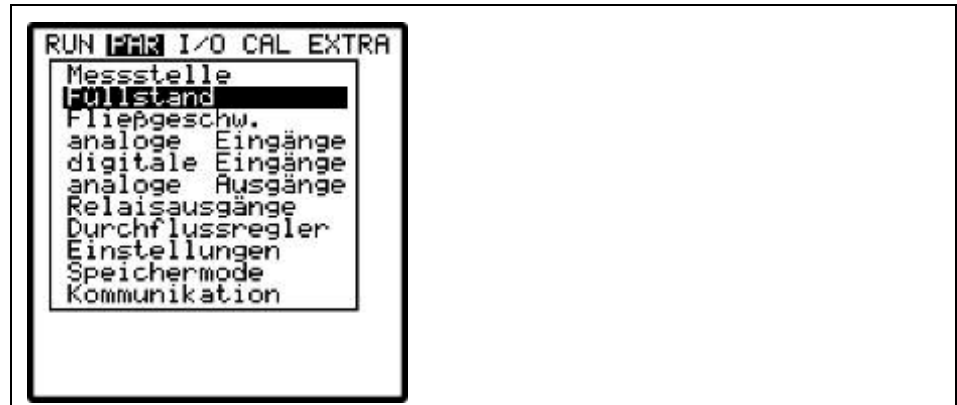 RUN PAR I/O CAL EXTRA
Messstelle
Füllstand
Fließgeschw.
analoge Eingänge
digitale Eingänge
analoge Ausgänge
Relaisausgänge
Durchflussregler
Einstellungen
Speichermode
Kommunikation